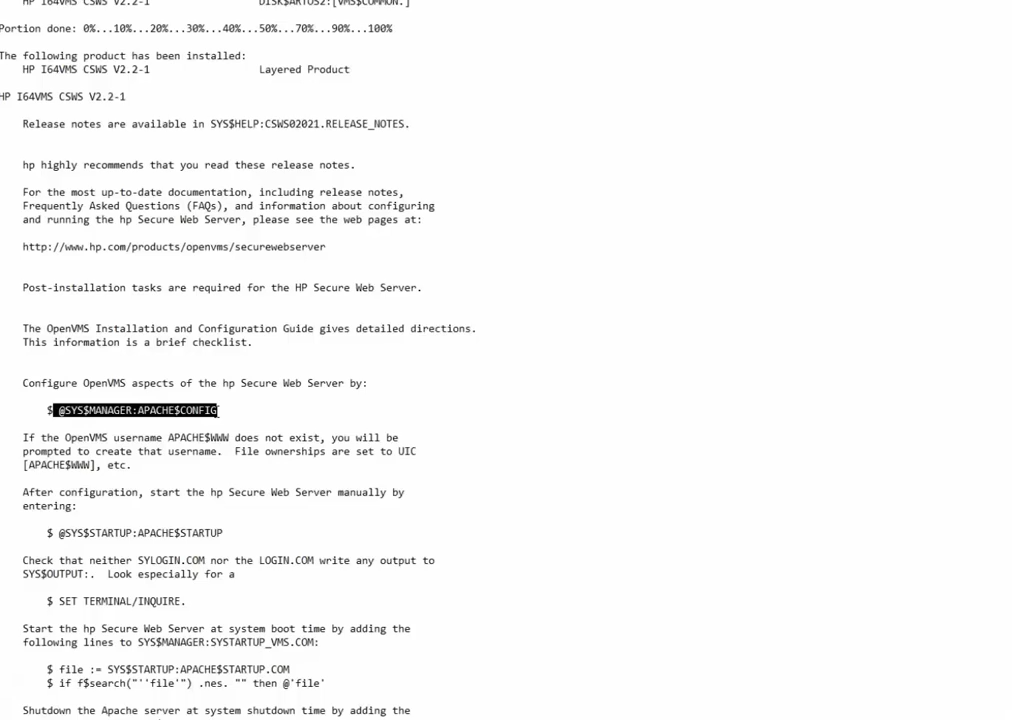 HP I64VMS CSWS V2.2-1 DISK$ARTOS2:[VMS$COMMON.]
Portion done: 0%...10%...20%...30%...40%...50%...70%...90%...100%
The following product has been installed:
HP I64VMS CSWS V2.2-1 Layered Product
HP I64VMS CSWS V2.2-1
Release notes are available in SYS$HELP:CSWS02021.RELEASE_NOTES.
hp highly recommends that you read these release notes.
For the most up-to-date documentation, including release notes,
Frequently Asked Questions (FAQs), and information about configuring
and running the hp Secure Web Server, please see the web pages at:
http://www.hp.com/products/openvms/securewebserver
Post-installation tasks are required for the HP Secure Web Server.
The OpenVMS Installation and Configuration Guide gives detailed directions.
This information is a brief checklist.
Configure OpenVMS aspects of the hp Secure Web Server by:
$ @SYS$MANAGER:APACHE$CONFIG
If the OpenVMS username APACHE$WWW does not exist, you will be
prompted to create that username. File ownerships are set to UIC
[APACHE$WWW], etc.
After configuration, start the hp Secure Web Server manually by
entering:
$ @SYS$STARTUP:APACHE$STARTUP
Check that neither SYLOGIN.COM nor the LOGIN.COM write any output to
SYS$OUTPUT:. Look especially for a
$ SET TERMINAL/INQUIRE.
Start the hp Secure Web Server at system boot time by adding the
following lines to SYS$MANAGER:SYSTARTUP_VMS.COM:
$ file := SYS$STARTUP:APACHE$STARTUP.COM
$ if f$search("''file'") .nes. "" then @'file'
Shutdown the Apache server at system shutdown time by adding the